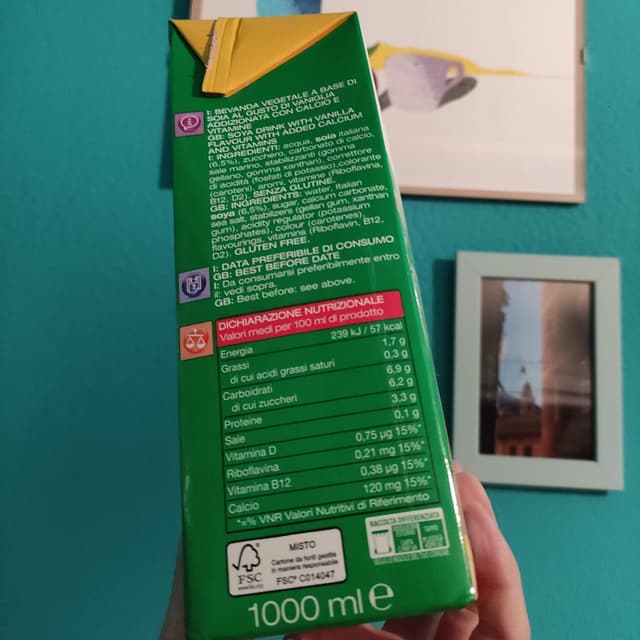 I: BEVANDA VEGETALE A BASE DI
SOIA AL GUSTO DI VANIGLIA
ADDIZIONATA CON CALCIO E
VITAMINE
GB: SOYA DRINK WITH VANILLA
FLAVOUR WITH ADDED CALCIUM
AND VITAMINS
I: INGREDIENTI: acqua, soia italiana
(6,5%), zucchero, carbonato di calcio,
sale marino, stabilizzanti (gomma
gellano, gomma xanthan), correttore
di acidità (fosfati di potassio),colorante
(caroteni), aromi, vitamine (Riboflavina,
B12, D2). SENZA GLUTINE.
GB: INGREDIENTS: water, Italian
soya (6,5%), sugar, calcium carbonate,
sea salt, stabilizers (gellan gum, xanthan
gum), acidity regulator (potassium
phosphates), colour (carotenes),
flavourings, vitamins (Riboflavin, B12,
D2). GLUTEN FREE.
I: DATA PREFERIBILE DI CONSUMO
GB: BEST BEFORE DATE
I: Da consumarsi preferibilmente entro
il: vedi sopra.
GB: Best before: see above.
DICHIARAZIONE NUTRIZIONALE
Valori medi per 100 ml di prodotto
Energia 239 kJ / 57 kcal
Grassi 1,7 g
di cui acidi grassi saturi 0,3 g
Carboidrati 6,9 g
di cui zuccheri 6,2 g
Proteine 3,3 g
Sale 0,1 g
Vitamina D 0,75 µg 15%*
Riboflavina 0,21 mg 15%*
Vitamina B12 0,38 µg 15%*
Calcio 120 mg 15%*
*=% VNR Valori Nutritivi di Riferimento
FSC
www.fsc.org
MISTO
Cartone da fonti gestite
in maniera responsabile
FSC® C014047
RACCOLTA DIFFERENZIATA
1000 ml e